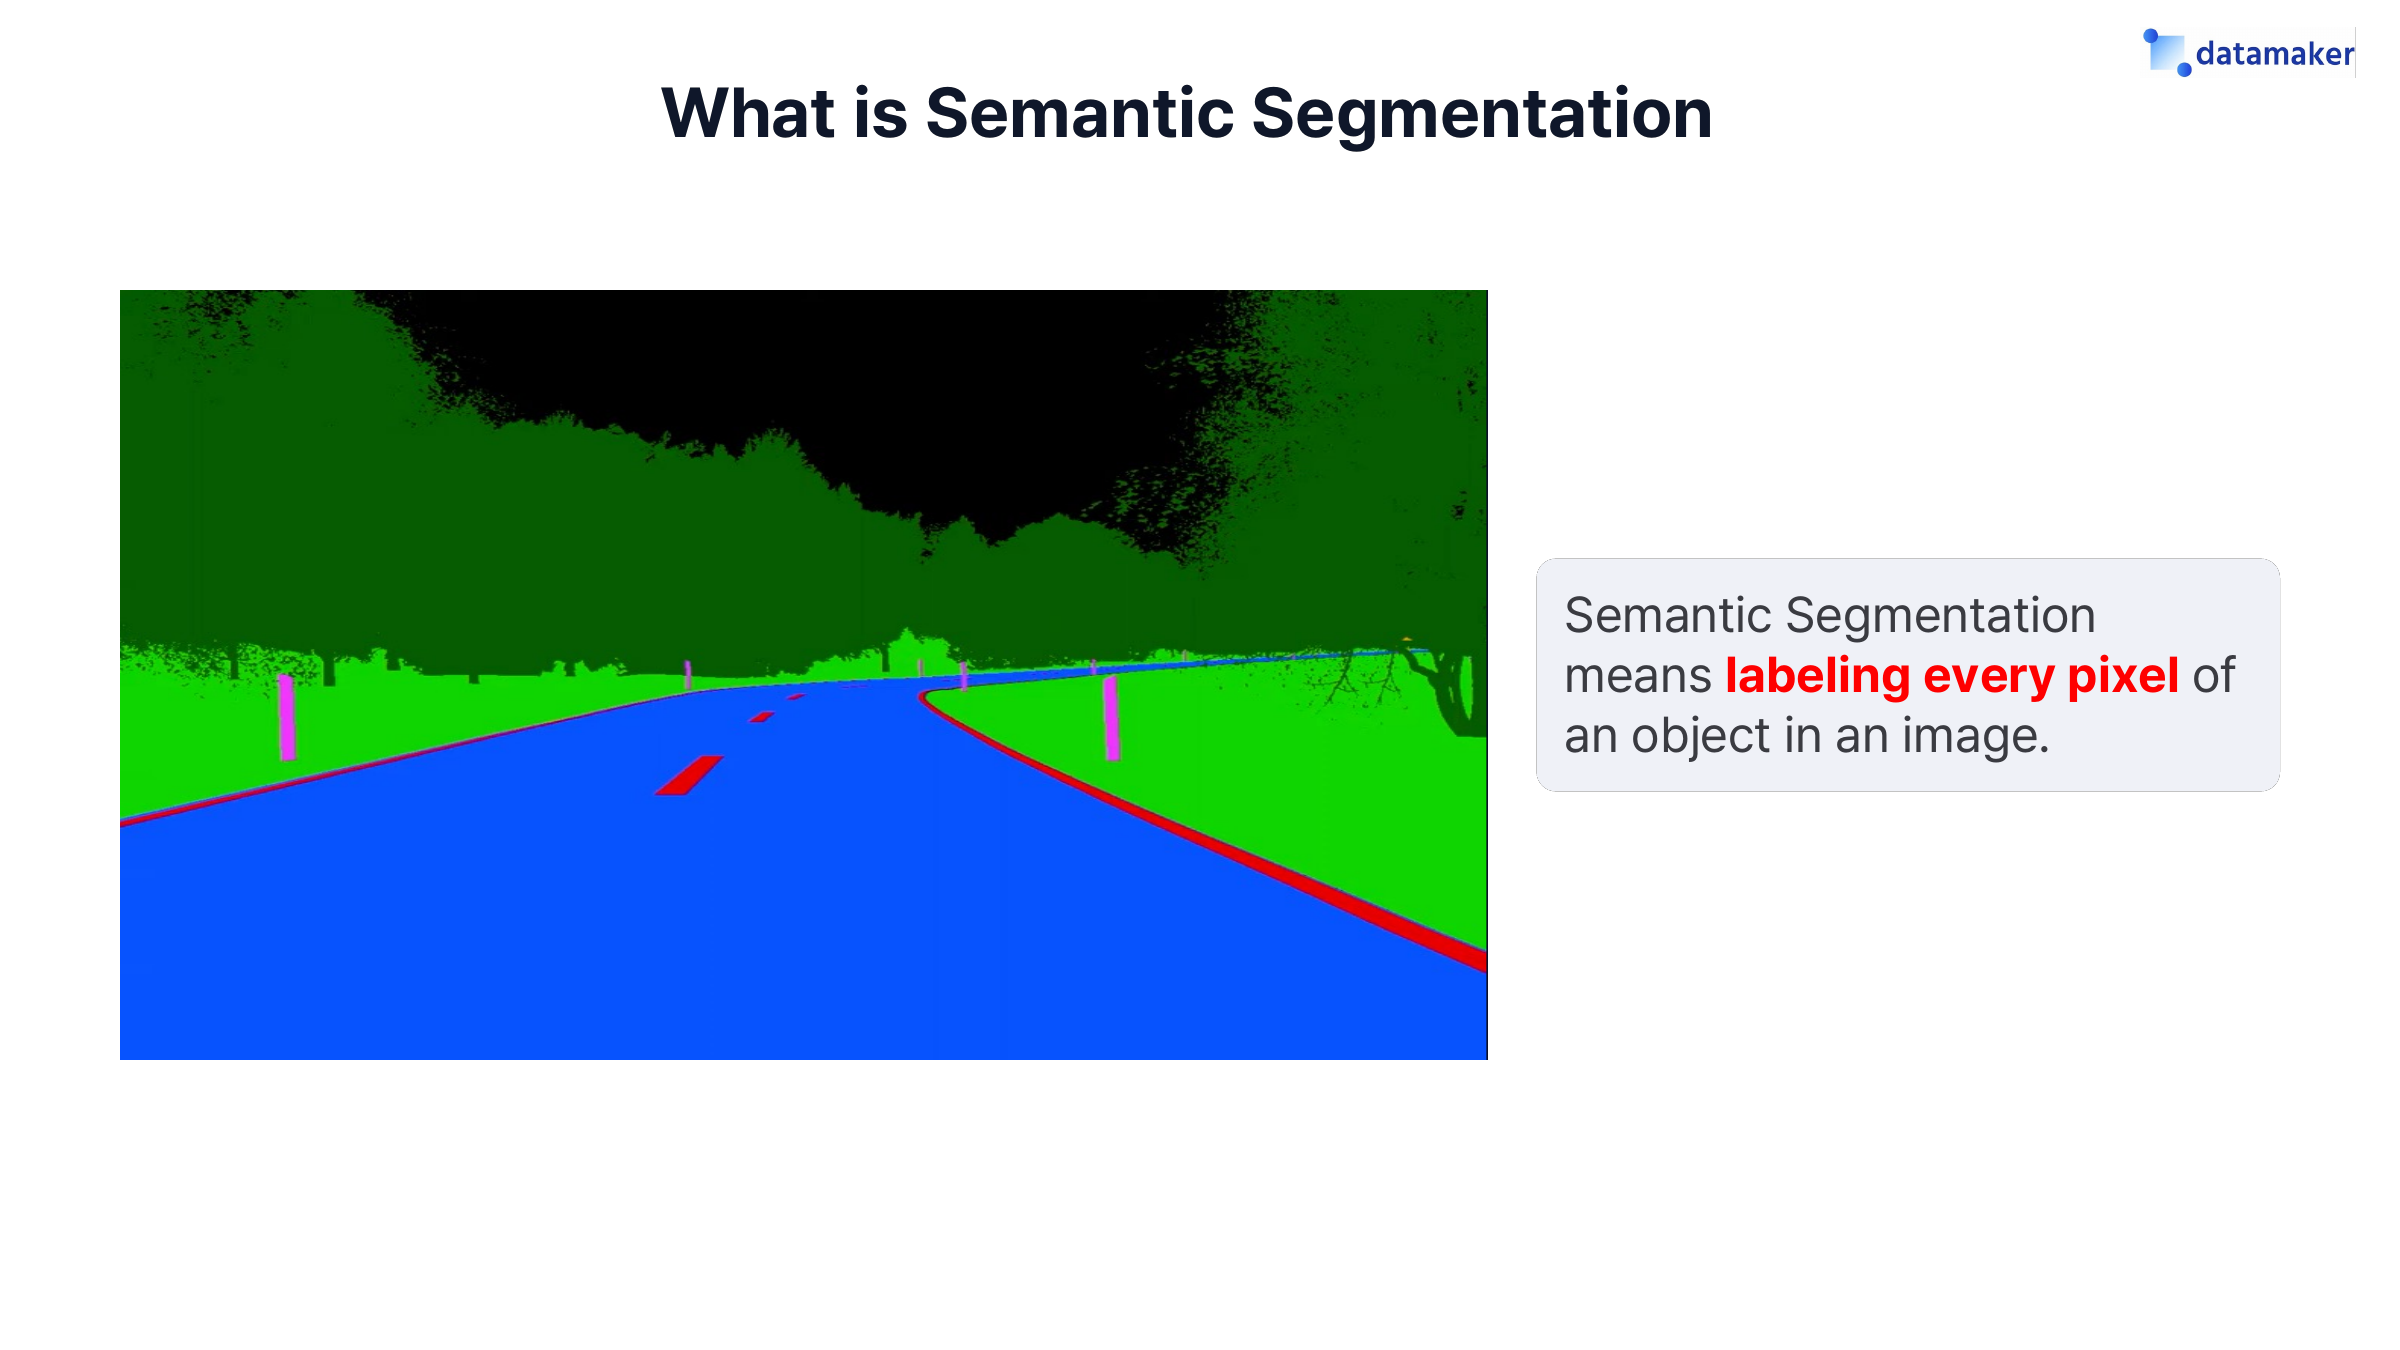 datamaker
What is Semantic Segmentation
Semantic Segmentation
means labeling every pixel of
an object in an image.